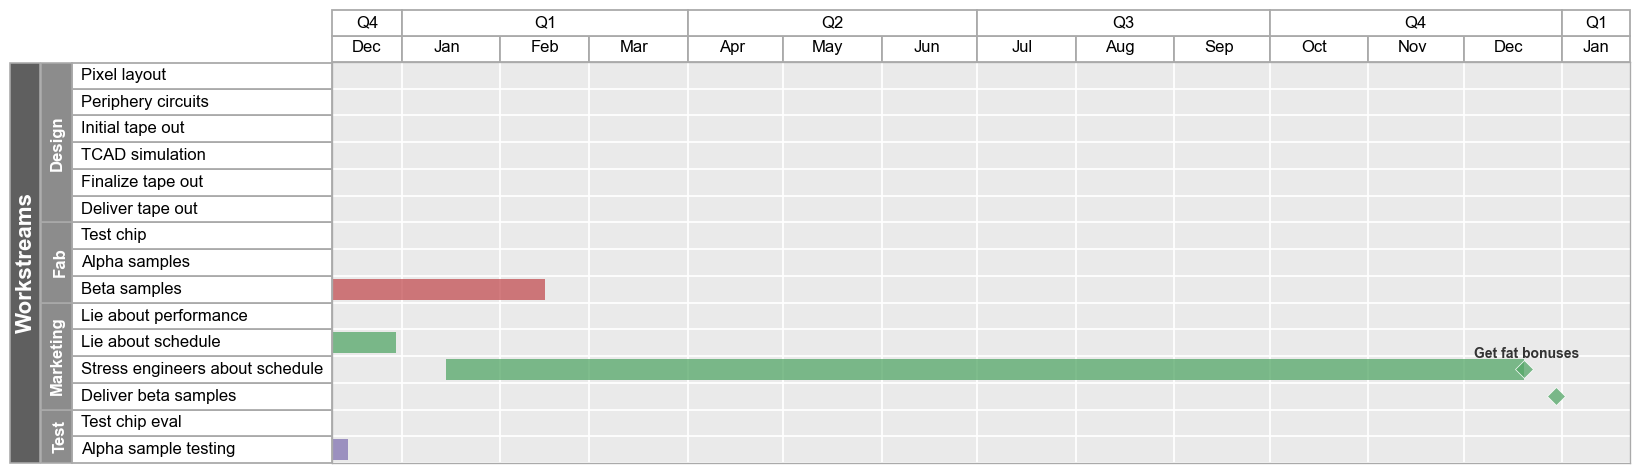 Q4 Q1 Q2 Q3 Q4 Q1
Dec Jan Feb Mar Apr May Jun Jul Aug Sep Oct Nov Dec Jan
Workstreams
Design
Pixel layout
Periphery circuits
Initial tape out
TCAD simulation
Finalize tape out
Deliver tape out
Fab
Test chip
Alpha samples
Beta samples
Marketing
Lie about performance
Lie about schedule
Stress engineers about schedule
Get fat bonuses
Deliver beta samples
Test
Test chip eval
Alpha sample testing